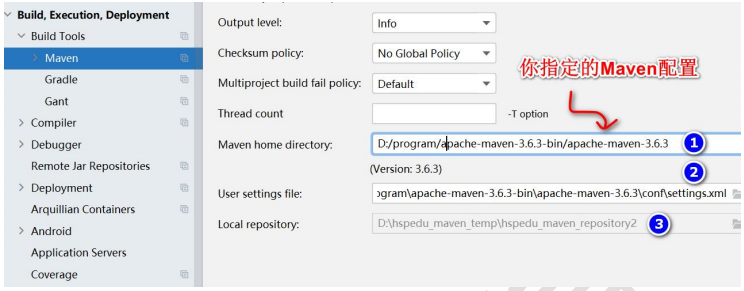 Build, Execution, Deployment
Build Tools
Maven
Gradle
Gant
Compiler
Debugger
Remote Jar Repositories
Deployment
Arquillian Containers
Android
Application Servers
Coverage
Output level: Info
Checksum policy: No Global Policy
Multiproject build fail policy: Default
Thread count -T option
你指定的Maven配置
Maven home directory: D:/program/apache-maven-3.6.3-bin/apache-maven-3.6.3 1
(Version: 3.6.3) 2
User settings file: ogram\apache-maven-3.6.3-bin\apache-maven-3.6.3\conf\settings.xml
Local repository: D:\hspedu_maven_temp\hspedu_maven_repository2 3